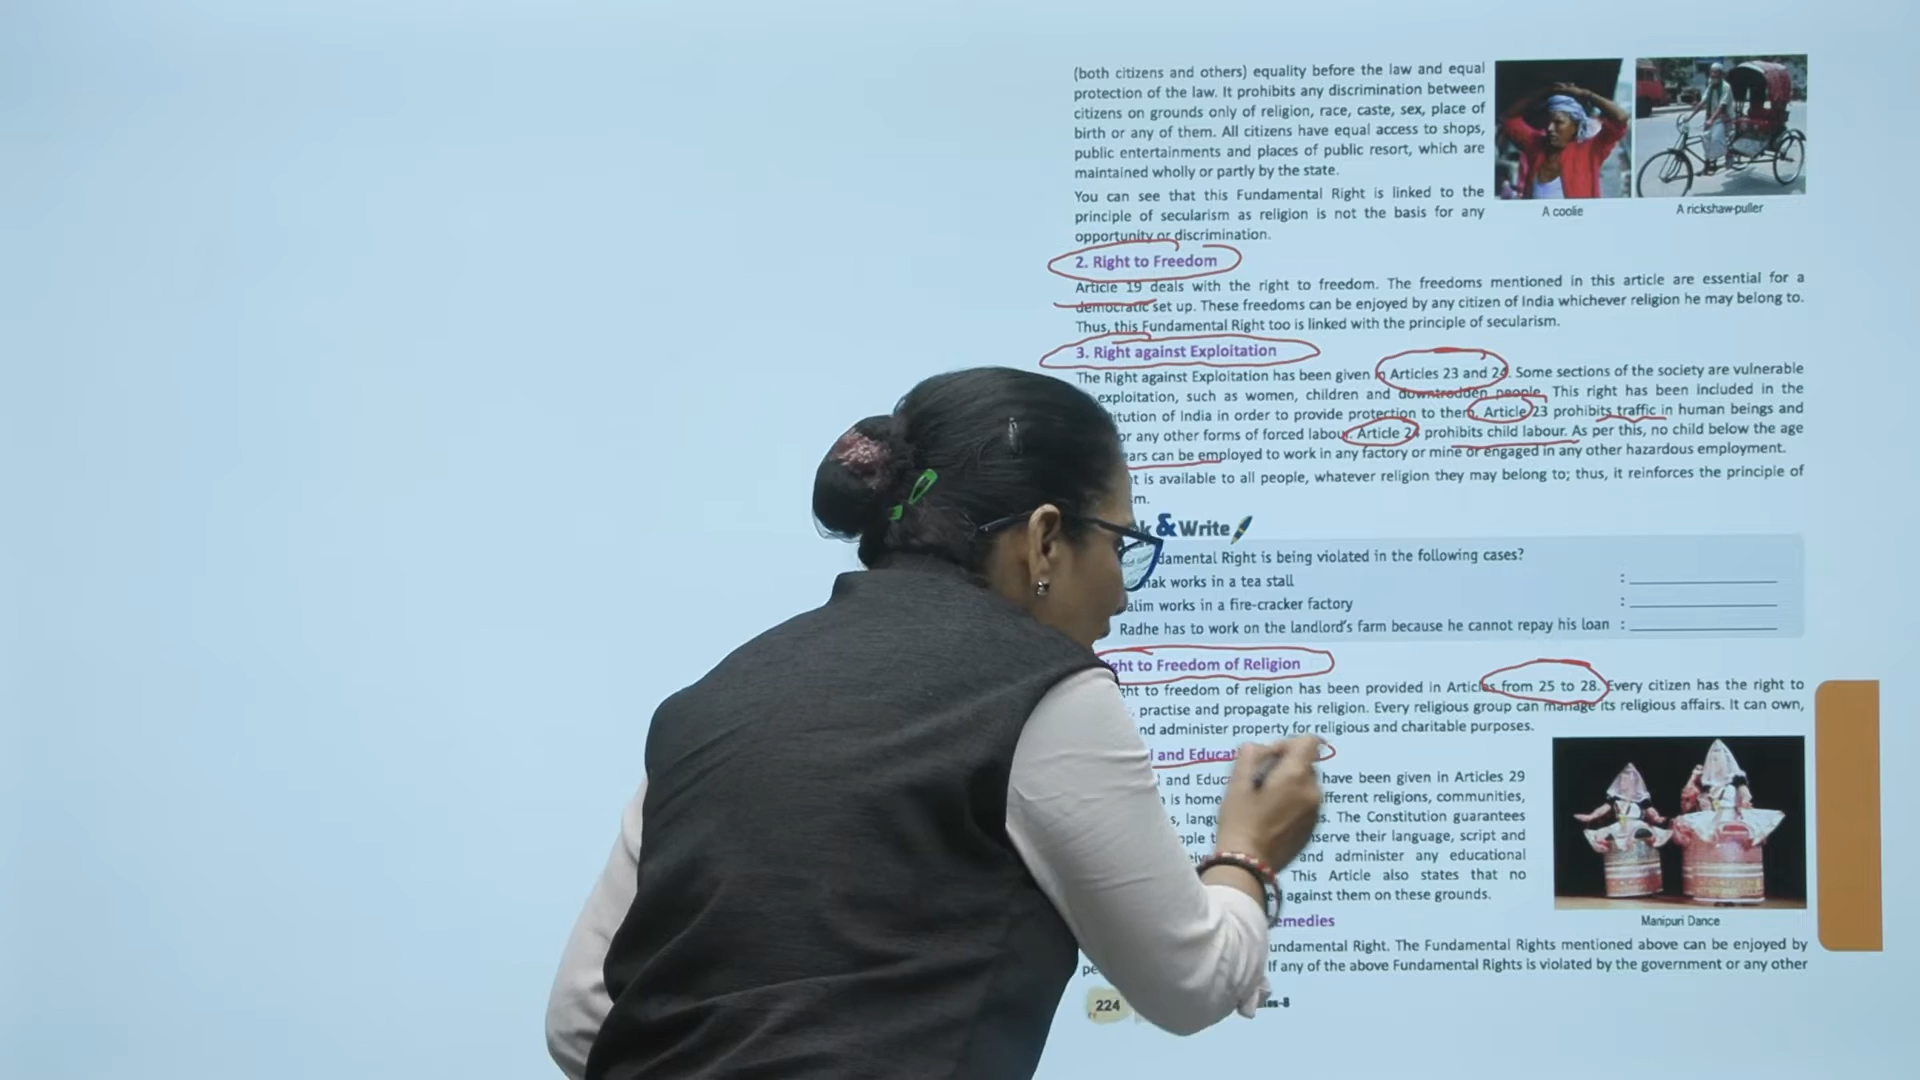 (both citizens and others) equality before the law and equal
protection of the law. It prohibits any discrimination between
citizens on grounds only of religion, race, caste, sex, place of
birth or any of them. All citizens have equal access to shops,
public entertainments and places of public resort, which are
maintained wholly or partly by the state.
You can see that this Fundamental Right is linked to the
principle of secularism as religion is not the basis for any
opportunity or discrimination.
A coolie
A rickshaw-puller
2. Right to Freedom
Article 19 deals with the right to freedom. The freedoms mentioned in this article are essential for a
democratic set up. These freedoms can be enjoyed by any citizen of India whichever religion he may belong to.
Thus, this Fundamental Right too is linked with the principle of secularism.
3. Right against Exploitation
The Right against Exploitation has been given in Articles 23 and 24. Some sections of the society are vulnerable
exploitation, such as women, children and downtrodden people. This right has been included in the
itution of India in order to provide protection to them. Article 23 prohibits traffic in human beings and
or any other forms of forced labour. Article 24 prohibits child labour. As per this, no child below the age
ars can be employed to work in any factory or mine or engaged in any other hazardous employment.
t is available to all people, whatever religion they may belong to; thus, it reinforces the principle of
m.
k & Write
damental Right is being violated in the following cases?
works in a tea stall :
alim works in a fire-cracker factory :
Radhe has to work on the landlord's farm because he cannot repay his loan :
ght to Freedom of Religion
ght to freedom of religion has been provided in Articles from 25 to 28. Every citizen has the right to
, practise and propagate his religion. Every religious group can manage its religious affairs. It can own,
nd administer property for religious and charitable purposes.
l and Educat
l and Educ have been given in Articles 29
is home fferent religions, communities,
s, langu s. The Constitution guarantees
ople t nserve their language, script and
and administer any educational
This Article also states that no
against them on these grounds.
Manipuri Dance
emedies
undamental Right. The Fundamental Rights mentioned above can be enjoyed by
pe If any of the above Fundamental Rights is violated by the government or any other
224
-8